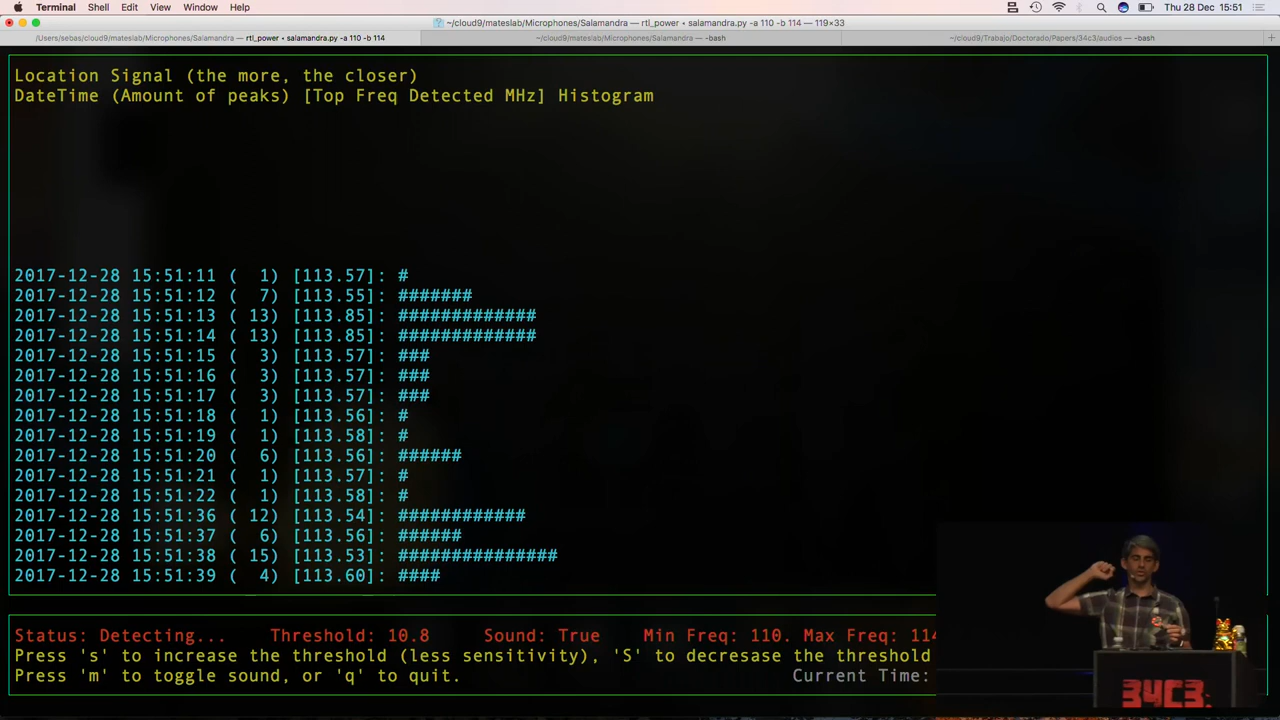 Terminal Shell Edit View Window Help Thu 28 Dec 15:51
~/cloud9/mateslab/Microphones/Salamandra — rtl_power • salamandra.py -a 110 -b 114 — 119×33
/Users/sebas/cloud9/mateslab/Microphones/Salamandra — rtl_power • salamandra.py -a 110 -b 114 ~/cloud9/mateslab/Microphones/Salamandra — -bash ~/cloud9/Trabajo/Doctorado/Papers/34c3/audios — -bash
Location Signal (the more, the closer)
DateTime (Amount of peaks) [Top Freq Detected MHz] Histogram
2017-12-28 15:51:11 ( 1) [113.57]: #
2017-12-28 15:51:12 ( 7) [113.55]: #######
2017-12-28 15:51:13 ( 13) [113.85]: #############
2017-12-28 15:51:14 ( 13) [113.85]: #############
2017-12-28 15:51:15 ( 3) [113.57]: ###
2017-12-28 15:51:16 ( 3) [113.57]: ###
2017-12-28 15:51:17 ( 3) [113.57]: ###
2017-12-28 15:51:18 ( 1) [113.56]: #
2017-12-28 15:51:19 ( 1) [113.58]: #
2017-12-28 15:51:20 ( 6) [113.56]: ######
2017-12-28 15:51:21 ( 1) [113.57]: #
2017-12-28 15:51:22 ( 1) [113.58]: #
2017-12-28 15:51:36 ( 12) [113.54]: ############
2017-12-28 15:51:37 ( 6) [113.56]: ######
2017-12-28 15:51:38 ( 15) [113.53]: ###############
2017-12-28 15:51:39 ( 4) [113.60]: ####
Status: Detecting... Threshold: 10.8 Sound: True Min Freq: 110. Max Freq: 114
Press 's' to increase the threshold (less sensitivity), 'S' to decresase the threshold
Press 'm' to toggle sound, or 'q' to quit. Current Time:
34C3